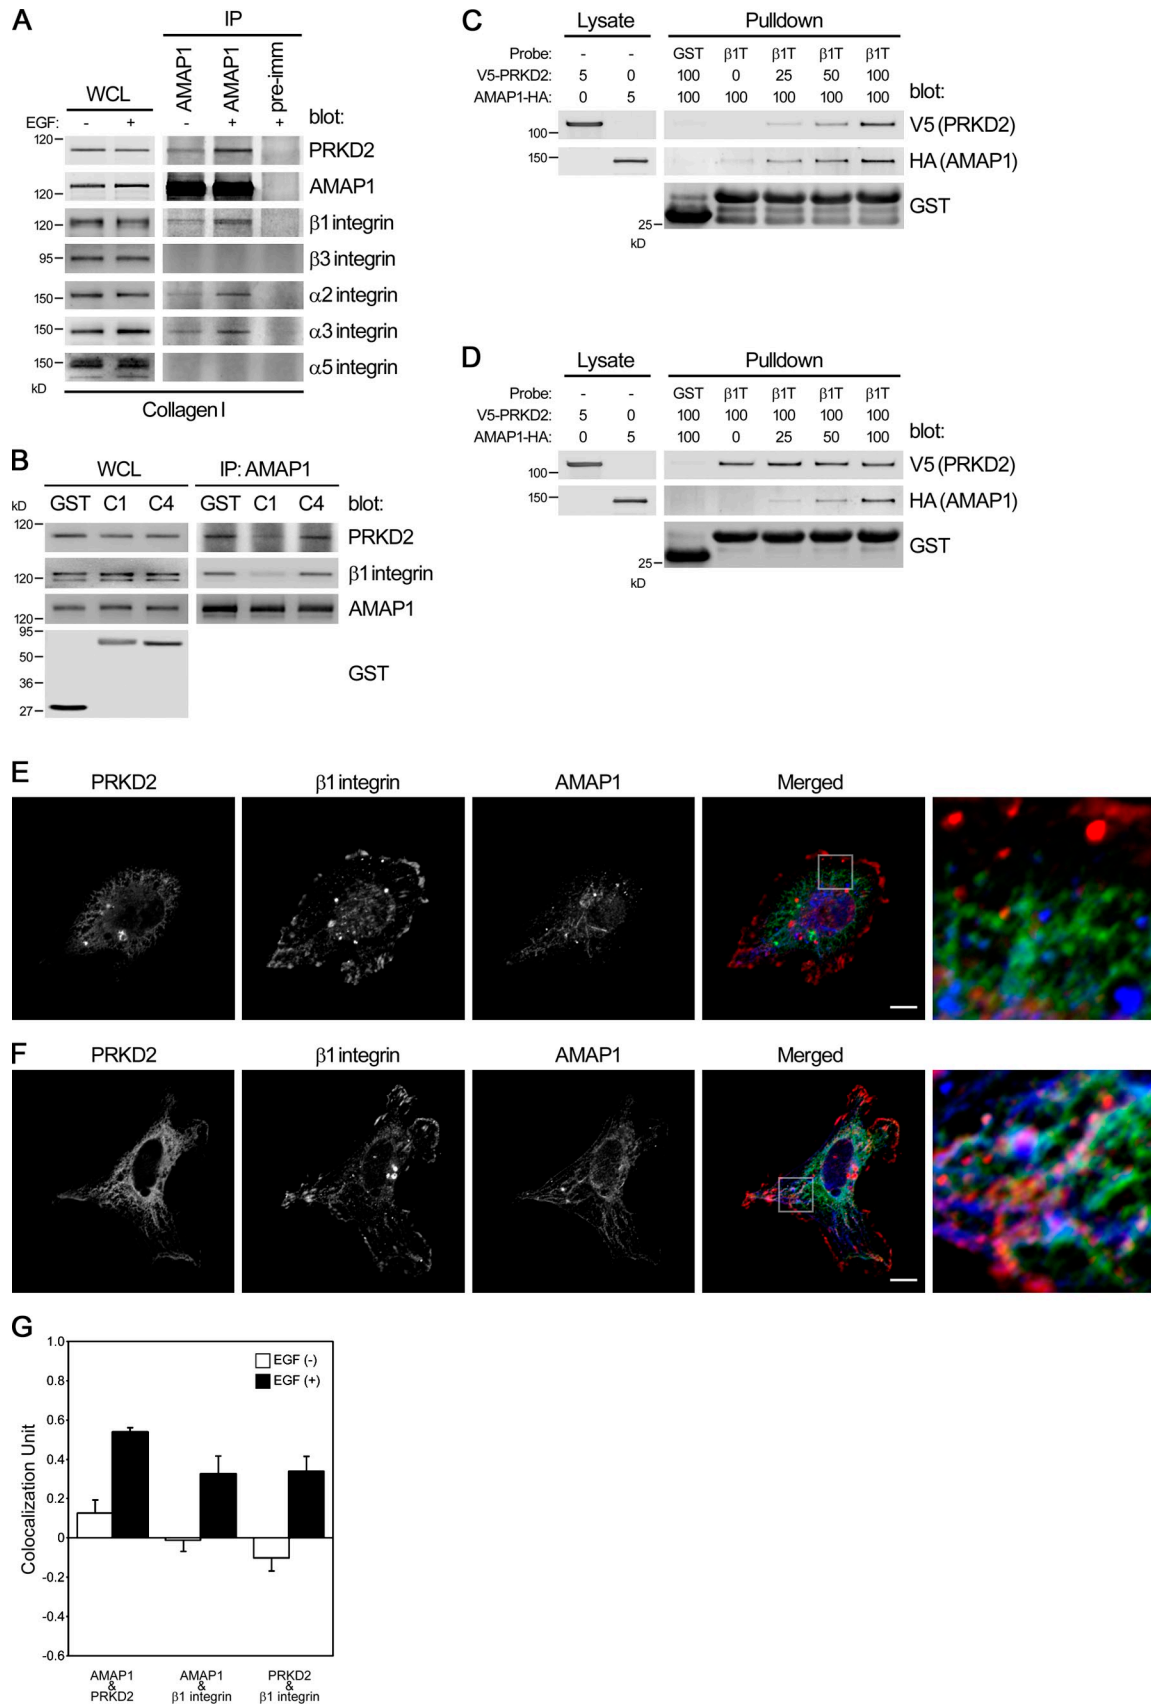 A
IP
WCL
AMAP1
AMAP1
pre-imm
EGF: - + - + + blot:
120 PRKD2
120 AMAP1
120 β1 integrin
95 β3 integrin
150 α2 integrin
150 α3 integrin
150 α5 integrin
kD
Collagen I
B
WCL IP: AMAP1
kD GST C1 C4 GST C1 C4 blot:
120 PRKD2
120 β1 integrin
120 AMAP1
95
50
36
27
GST
C
Lysate Pulldown
Probe: - - GST β1T β1T β1T β1T
V5-PRKD2: 5 0 100 0 25 50 100
AMAP1-HA: 0 5 100 100 100 100 100 blot:
100 V5 (PRKD2)
150 HA (AMAP1)
25 GST
kD
D
Lysate Pulldown
Probe: - - GST β1T β1T β1T β1T
V5-PRKD2: 5 0 100 100 100 100 100
AMAP1-HA: 0 5 100 0 25 50 100 blot:
100 V5 (PRKD2)
150 HA (AMAP1)
25 GST
kD
E
PRKD2 β1 integrin AMAP1 Merged
F
PRKD2 β1 integrin AMAP1 Merged
G
1.0
0.8
0.6
0.4
0.2
0
-0.2
-0.4
-0.6
Colocalization Unit
EGF (-)
EGF (+)
AMAP1 & PRKD2
AMAP1 & β1 integrin
PRKD2 & β1 integrin